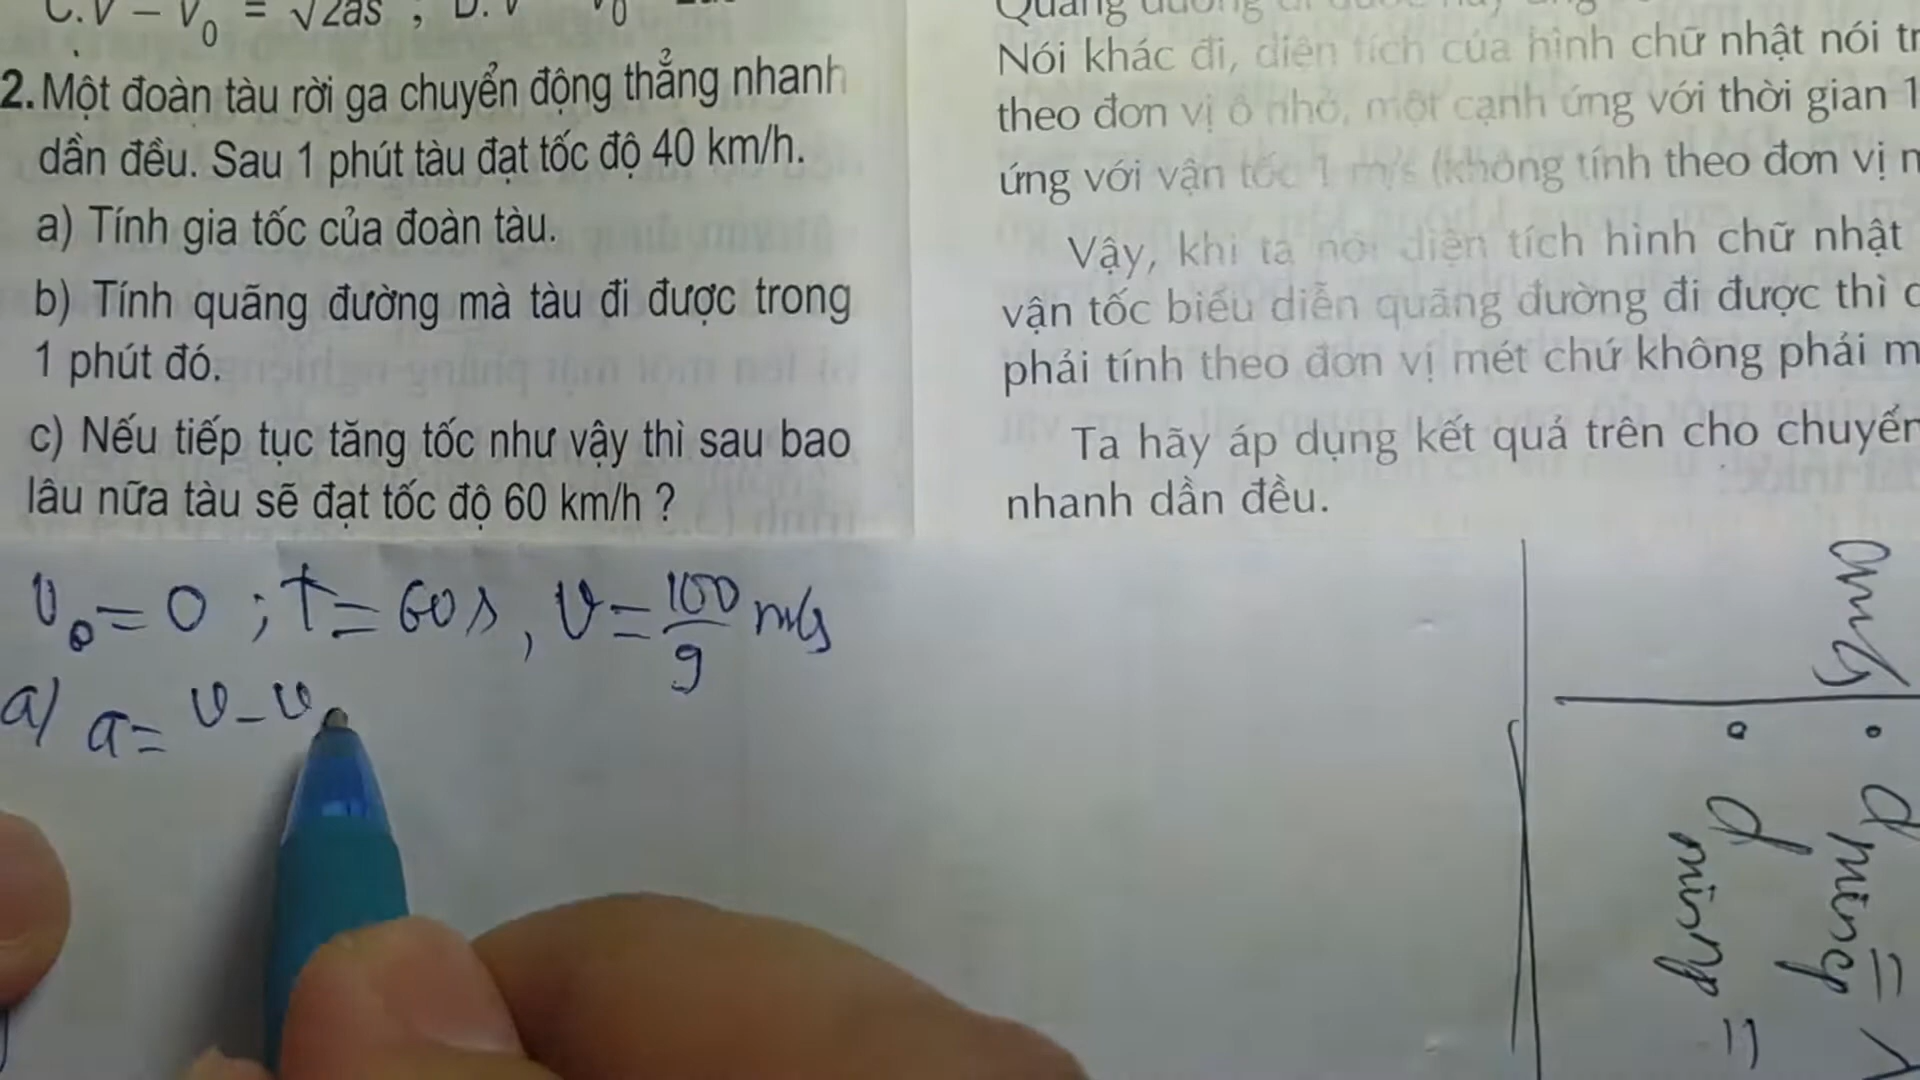 C. v − v₀ = √2as ; D. v
2. Một đoàn tàu rời ga chuyển động thẳng nhanh
dần đều. Sau 1 phút tàu đạt tốc độ 40 km/h.
a) Tính gia tốc của đoàn tàu.
b) Tính quãng đường mà tàu đi được trong
1 phút đó.
c) Nếu tiếp tục tăng tốc như vậy thì sau bao
lâu nữa tàu sẽ đạt tốc độ 60 km/h ?
Nói khác đi, diện tích của hình chữ nhật nói
theo đơn vị ô nhỏ, một cạnh ứng với thời gian 1
ứng với vận tốc 1 m/s (không tính theo đơn vị
Vậy, khi ta nói diện tích hình chữ nhật
vận tốc biểu diễn quãng đường đi được thì
phải tính theo đơn vị mét chứ không phải
Ta hãy áp dụng kết quả trên cho
nhanh dần đều.
v₀ = 0 ; t = 60s, v = 100/9 m/s
a/ a = v − v